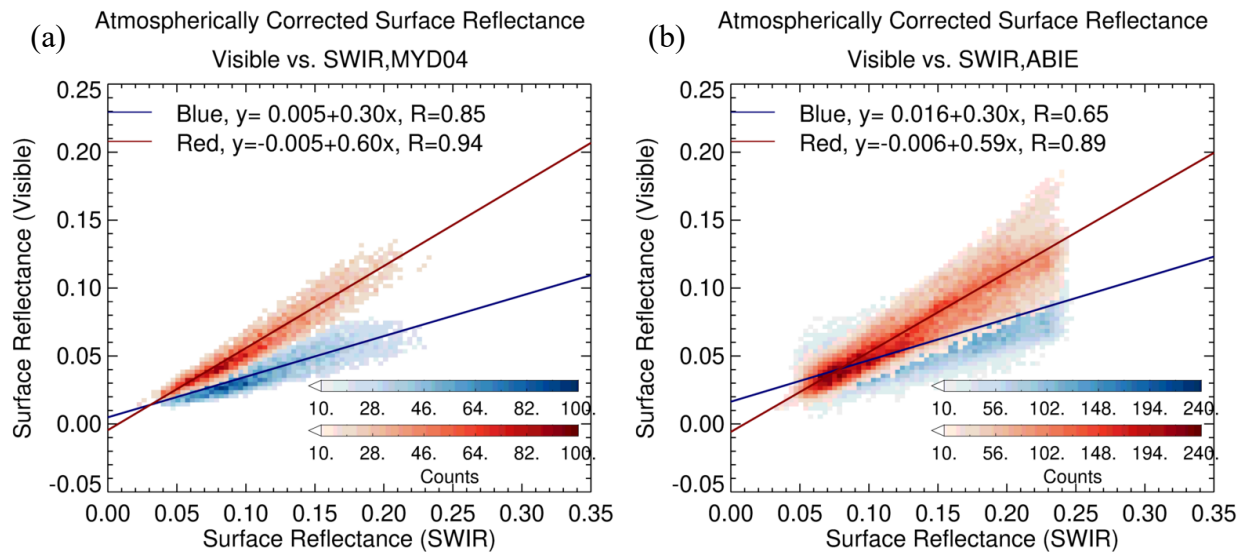 (a)
Atmospherically Corrected Surface Reflectance
Visible vs. SWIR,MYD04
Blue, y= 0.005+0.30x, R=0.85
Red, y=-0.005+0.60x, R=0.94
Surface Reflectance (Visible)
0.25
0.20
0.15
0.10
0.05
0.00
-0.05
10. 28. 46. 64. 82. 100.
10. 28. 46. 64. 82. 100.
Counts
0.00 0.05 0.10 0.15 0.20 0.25 0.30 0.35
Surface Reflectance (SWIR)
(b)
Atmospherically Corrected Surface Reflectance
Visible vs. SWIR,ABIE
Blue, y= 0.016+0.30x, R=0.65
Red, y=-0.006+0.59x, R=0.89
Surface Reflectance (Visible)
0.25
0.20
0.15
0.10
0.05
0.00
-0.05
10. 56. 102. 148. 194. 240.
10. 56. 102. 148. 194. 240.
Counts
0.00 0.05 0.10 0.15 0.20 0.25 0.30 0.35
Surface Reflectance (SWIR)